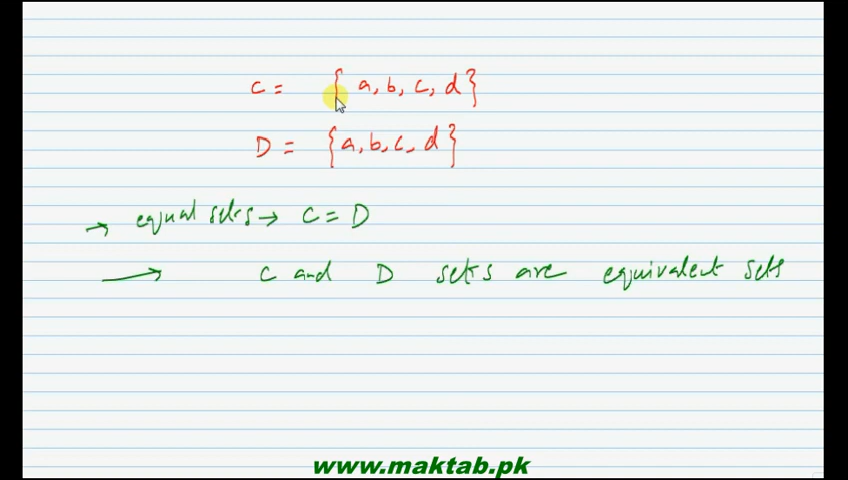 C = { a, b, c, d }
D = { a, b, c, d }
→ equal sets → C = D
→ C and D sets are equivalent sets
www.maktab.pk